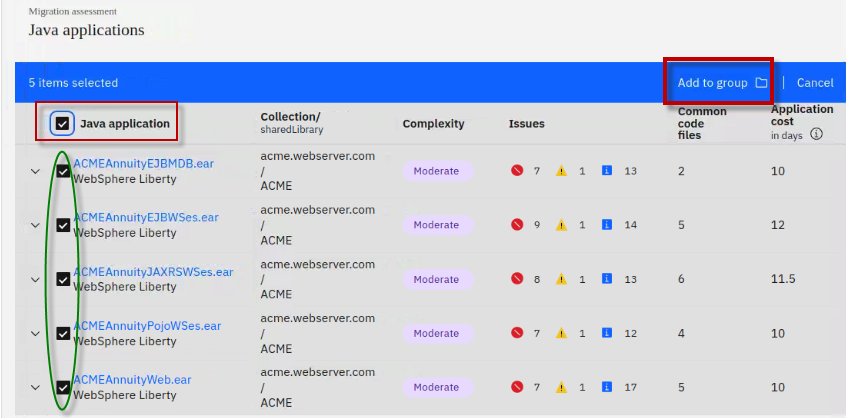 Migration assessment
Java applications
5 items selected
Add to group
Cancel
Java application
Collection/
sharedLibrary
Complexity
Issues
Common
code
files
Application
cost
in days
ACMEAnnuityEJBMDB.ear
WebSphere Liberty
acme.webserver.com
/
ACME
Moderate
7 1 13
2
10
ACMEAnnuityEJBWSes.ear
WebSphere Liberty
acme.webserver.com
/
ACME
Moderate
9 1 14
5
12
ACMEAnnuityJAXRSWSes.ear
WebSphere Liberty
acme.webserver.com
/
ACME
Moderate
8 1 13
6
11.5
ACMEAnnuityPojoWSes.ear
WebSphere Liberty
acme.webserver.com
/
ACME
Moderate
7 1 12
4
10
ACMEAnnuityWeb.ear
WebSphere Liberty
acme.webserver.com
/
ACME
Moderate
7 1 17
5
10